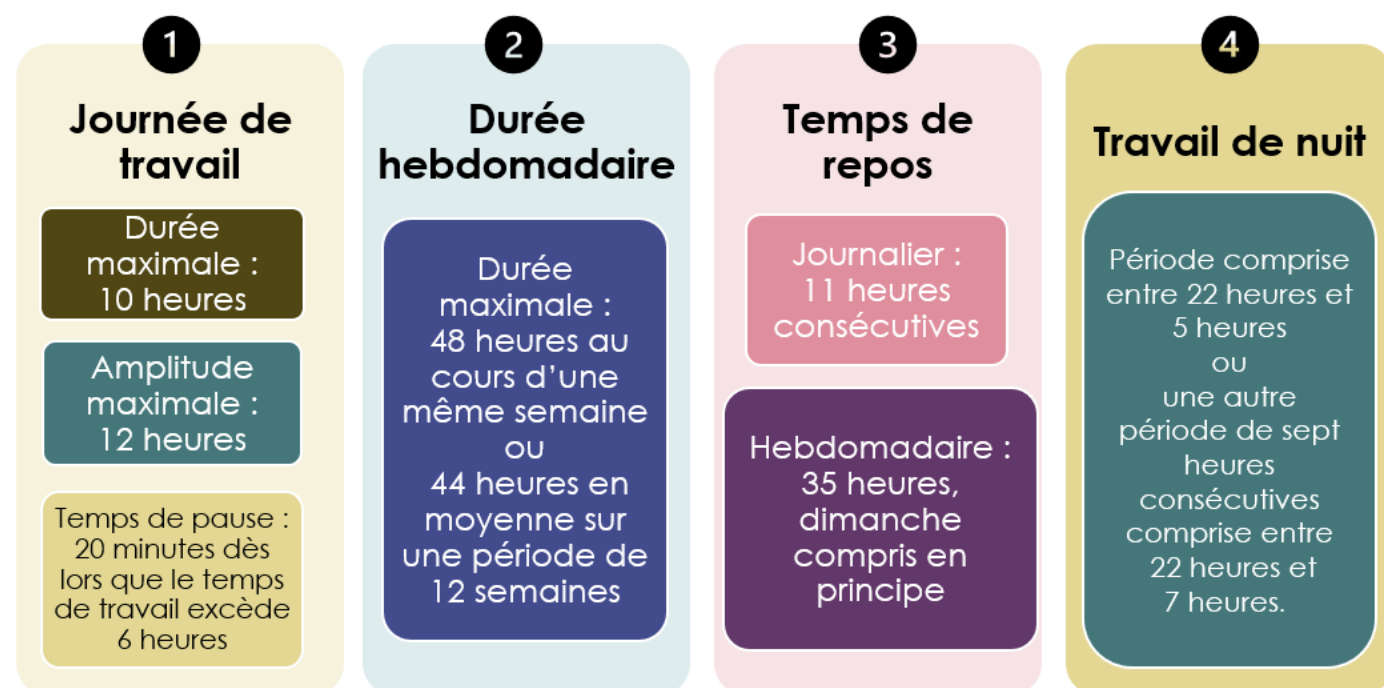 1
Journée de
travail
Durée
maximale :
10 heures
Amplitude
maximale :
12 heures
Temps de pause :
20 minutes dès
lors que le temps
de travail excède
6 heures
2
Durée
hebdomadaire
Durée
maximale :
48 heures au
cours d’une
même semaine
ou
44 heures en
moyenne sur
une période de
12 semaines
3
Temps de
repos
Journalier :
11 heures
consécutives
Hebdomadaire :
35 heures,
dimanche
compris en
principe
4
Travail de nuit
Période comprise
entre 22 heures et
5 heures
ou
une autre
période de sept
heures
consécutives
comprise entre
22 heures et
7 heures.